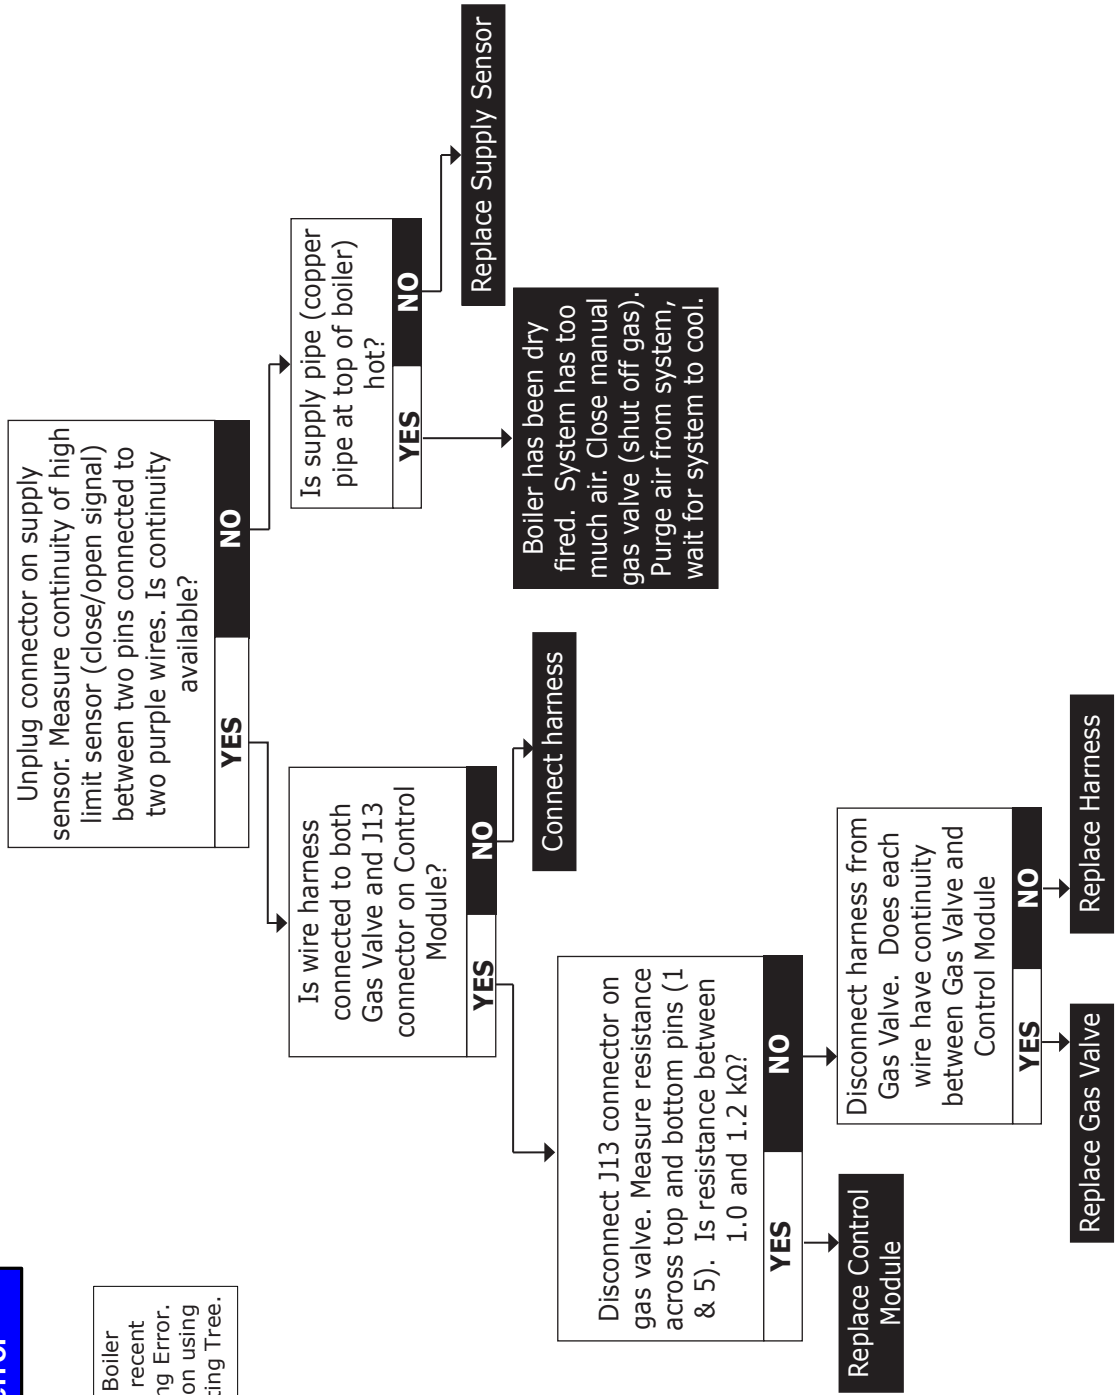 Unplug connector on supply
sensor. Measure continuity of high
limit sensor (close/open signal)
between two pins connected to
two purple wires. Is continuity
available?
YES
NO
Is supply pipe (copper
pipe at top of boiler)
hot?
YES
NO
Replace Supply Sensor
Boiler has been dry
fired. System has too
much air. Close manual
gas valve (shut off gas).
Purge air from system,
wait for system to cool.
Is wire harness
connected to both
Gas Valve and J13
connector on Control
Module?
YES
NO
Connect harness
Disconnect J13 connector on
gas valve. Measure resistance
across top and bottom pins (1
& 5). Is resistance between
1.0 and 1.2 kΩ?
YES
NO
Replace Control
Module
Disconnect harness from
Gas Valve. Does each
wire have continuity
between Gas Valve and
Control Module
YES
NO
Replace Gas Valve
Replace Harness
Boiler
recent
Error.
on using
Tree.